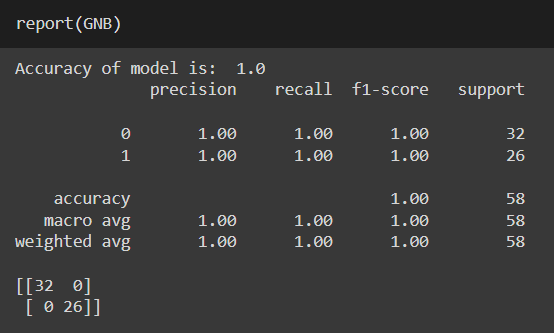 report(GNB)
Accuracy of model is:  1.0
              precision    recall  f1-score   support

           0       1.00      1.00      1.00        32
           1       1.00      1.00      1.00        26

    accuracy                           1.00        58
   macro avg       1.00      1.00      1.00        58
weighted avg       1.00      1.00      1.00        58

[[32  0]
 [ 0 26]]